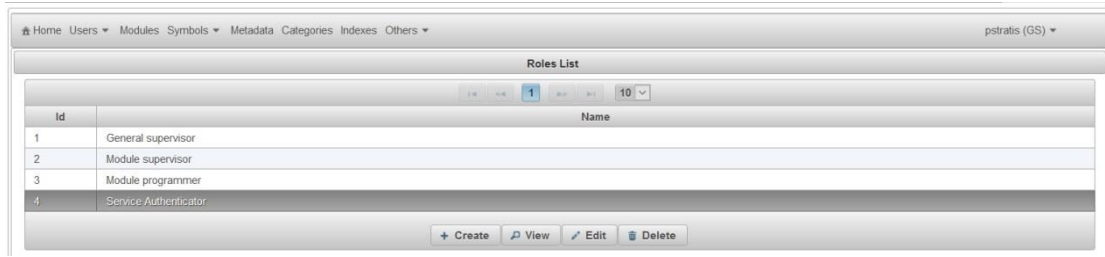 Home Users Modules Symbols Metadata Categories Indexes Others pstratis (GS)
Roles List
1 10
Id Name
1 General supervisor
2 Module supervisor
3 Module programmer
4 Service Authenticator
+ Create View Edit Delete